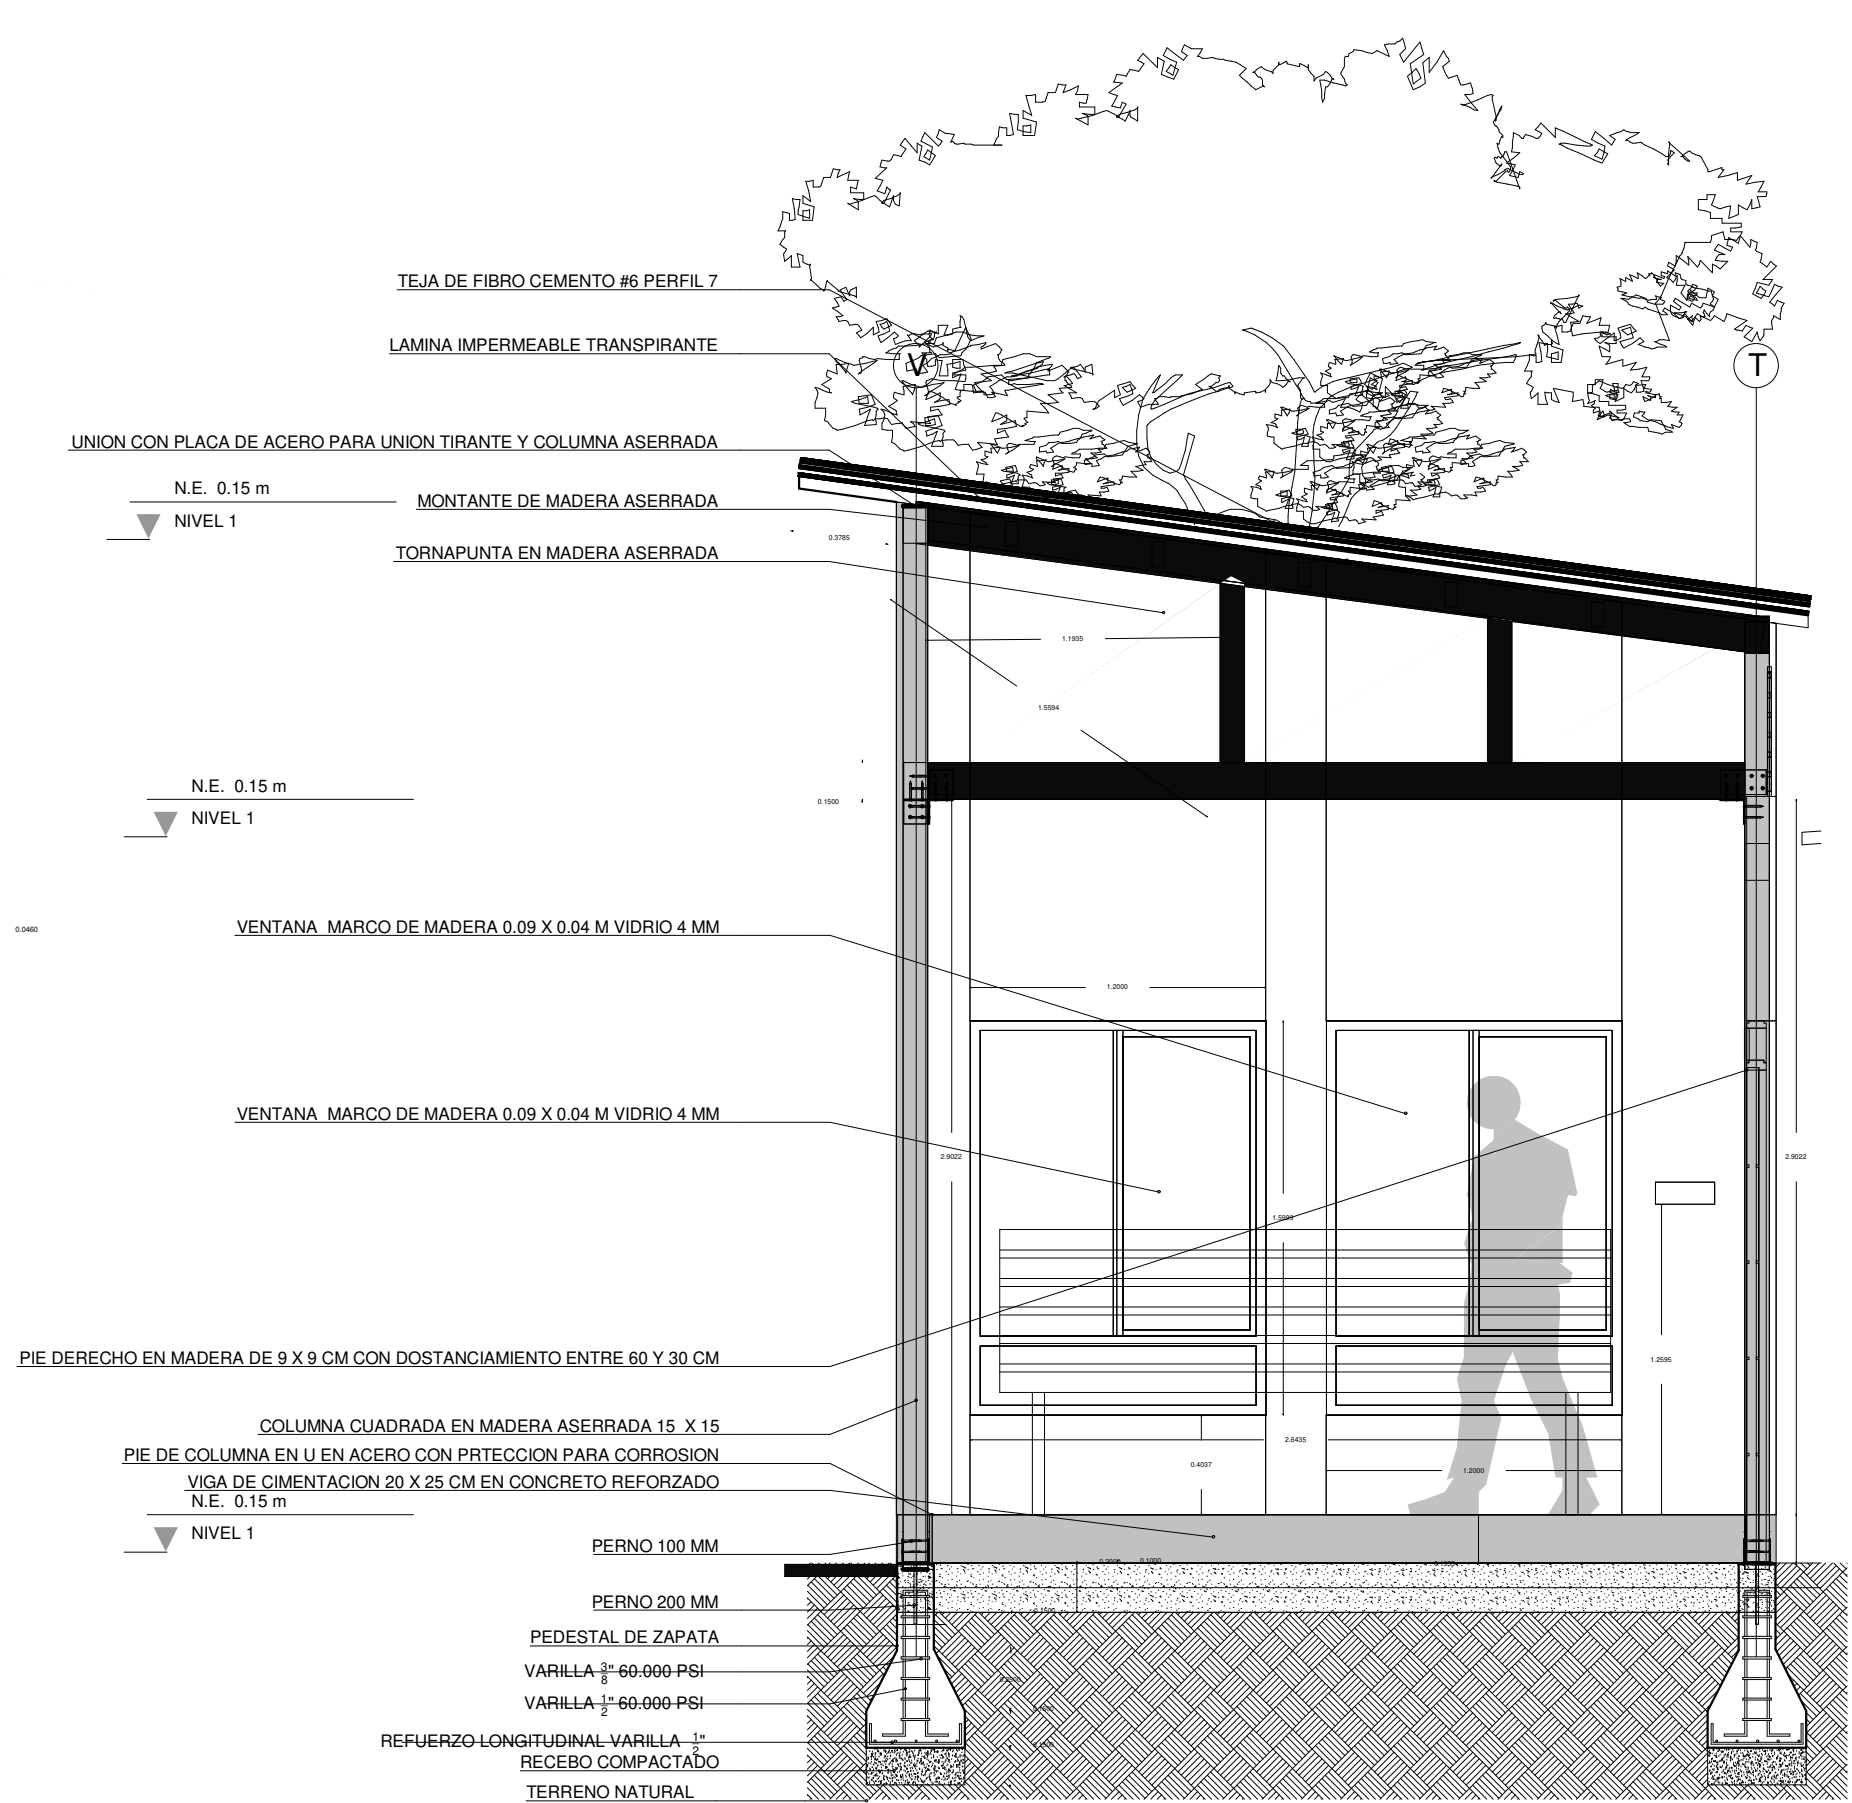 TEJA DE FIBRO CEMENTO #6 PERFIL 7
LAMINA IMPERMEABLE TRANSPIRANTE
V
T
UNION CON PLACA DE ACERO PARA UNION TIRANTE Y COLUMNA ASERRADA
N.E. 0.15 m
NIVEL 1
MONTANTE DE MADERA ASERRADA
0.3785
TORNAPUNTA EN MADERA ASERRADA
1.1935
1.5594
N.E. 0.15 m
NIVEL 1
0.1500
0.0460
VENTANA MARCO DE MADERA 0.09 X 0.04 M VIDRIO 4 MM
1.2000
VENTANA MARCO DE MADERA 0.09 X 0.04 M VIDRIO 4 MM
2.9022
2.9022
PIE DERECHO EN MADERA DE 9 X 9 CM CON DOSTANCIAMIENTO ENTRE 60 Y 30 CM
1.2595
COLUMNA CUADRADA EN MADERA ASERRADA 15 X 15
2.6435
PIE DE COLUMNA EN U EN ACERO CON PRTECCION PARA CORROSION
0.4037
1.2000
VIGA DE CIMENTACION 20 X 25 CM EN CONCRETO REFORZADO
N.E. 0.15 m
NIVEL 1
PERNO 100 MM
0.2000
0.1000
PERNO 200 MM
PEDESTAL DE ZAPATA
VARILLA 3/8" 60.000 PSI
VARILLA 1/2" 60.000 PSI
REFUERZO LONGITUDINAL VARILLA 1/2"
RECEBO COMPACTADO
TERRENO NATURAL